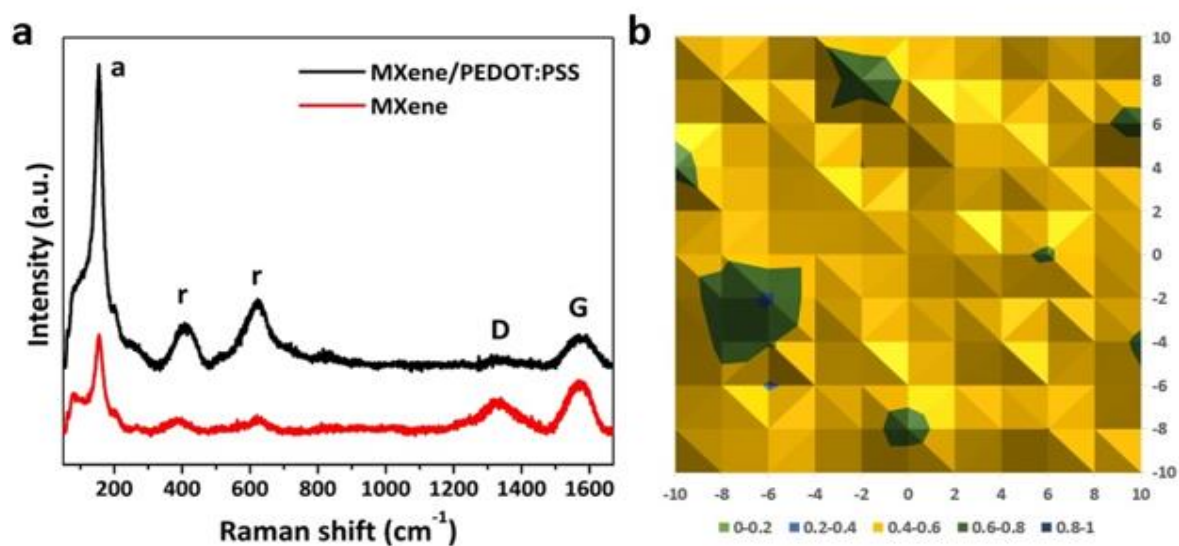 a
a
MXene/PEDOT:PSS
MXene
r
r
D
G
Intensity (a.u.)
200 400 600 800 1000 1200 1400 1600
Raman shift (cm⁻¹)
b
10
8
6
4
2
0
-2
-4
-6
-8
-10
-10 -8 -6 -4 -2 0 2 4 6 8 10
0-0.2 0.2-0.4 0.4-0.6 0.6-0.8 0.8-1